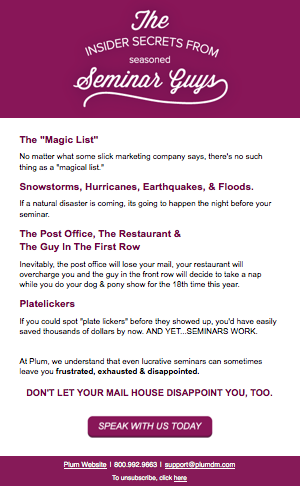 The
INSIDER SECRETS FROM
seasoned
Seminar Guys
The "Magic List"
No matter what some slick marketing company says, there's no such
thing as a "magical list."
Snowstorms, Hurricanes, Earthquakes, & Floods.
If a natural disaster is coming, its going to happen the night before your
seminar.
The Post Office, The Restaurant &
The Guy In The First Row
Inevitably, the post office will lose your mail, your restaurant will
overcharge you and the guy in the front row will decide to take a nap
while you do your dog & pony show for the 18th time this year.
Platelickers
If you could spot "plate lickers" before they showed up, you'd have easily
saved thousands of dollars by now. AND YET...SEMINARS WORK.
At Plum, we understand that even lucrative seminars can sometimes
leave you frustrated, exhausted & disappointed.
DON'T LET YOUR MAIL HOUSE DISAPPOINT YOU, TOO.
SPEAK WITH US TODAY
Plum Website | 800.992.9663 | support@plumdm.com
To unsubscribe, click here